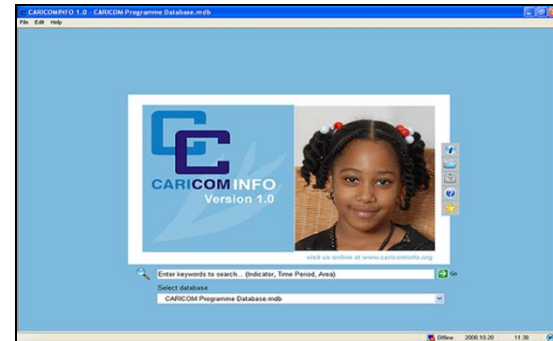 CARICOMINFO 1.0 - CARICOM Programme Database.mdb
File Edit Help
CARICOMINFO
Version 1.0
visit us online at www.caricominfo.org
Enter keywords to search... (Indicator, Time Period, Area)
Go
Select database
CARICOM Programme Database.mdb
Offline 2008.10.20 11:38